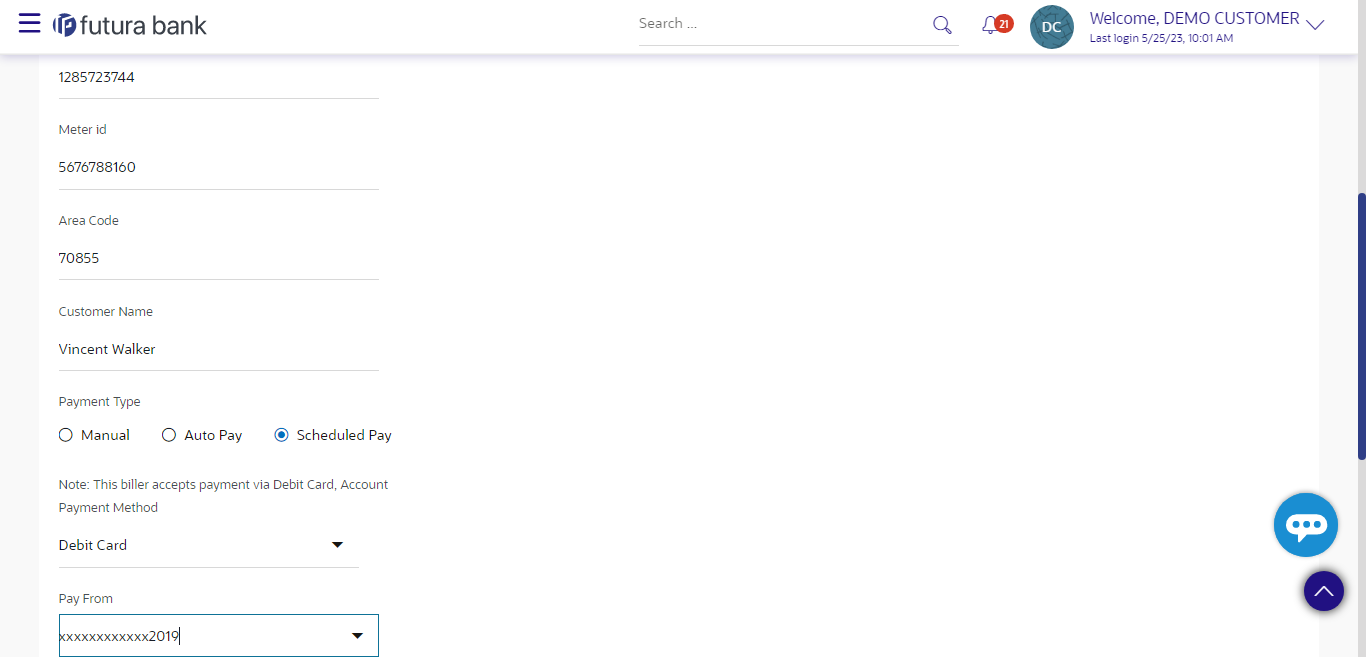 futura bank
Search ...
21
DC
Welcome, DEMO CUSTOMER
Last login 5/25/23, 10:01 AM
1285723744
Meter id
5676788160
Area Code
70855
Customer Name
Vincent Walker
Payment Type
Manual Auto Pay Scheduled Pay
Note: This biller accepts payment via Debit Card, Account
Payment Method
Debit Card
Pay From
xxxxxxxxxxxx2019